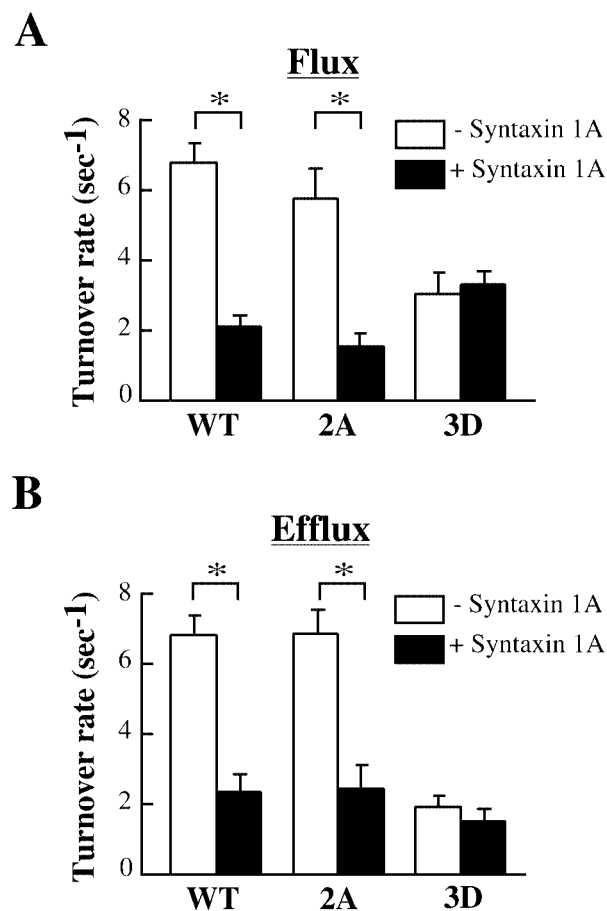 A
Flux
Turnover rate (sec-1)
8
6
4
2
0
*
*
- Syntaxin 1A
+ Syntaxin 1A
WT
2A
3D
B
Efflux
Turnover rate (sec-1)
8
6
4
2
0
*
*
- Syntaxin 1A
+ Syntaxin 1A
WT
2A
3D